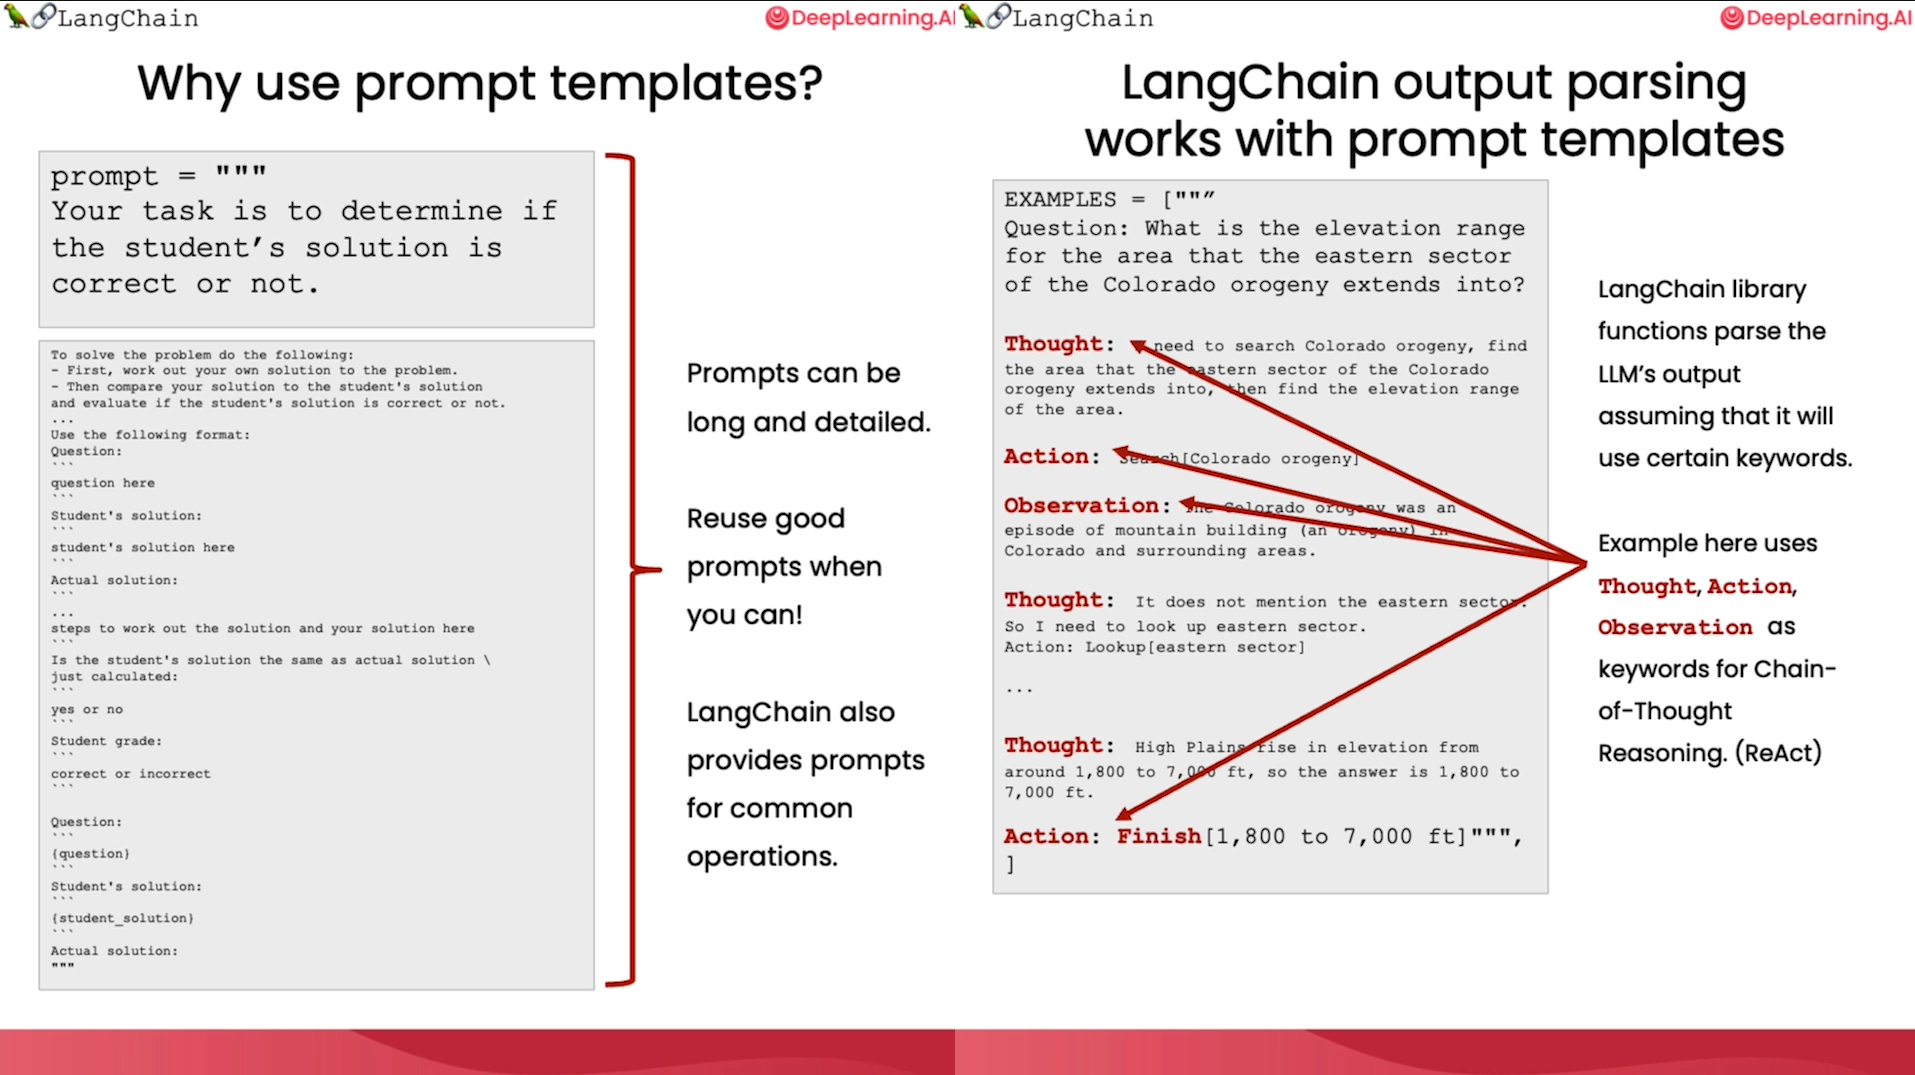 LangChain
DeepLearning.AI
Why use prompt templates?
prompt = """
Your task is to determine if
the student’s solution is
correct or not.
To solve the problem do the following:
- First, work out your own solution to the problem.
- Then compare your solution to the student's solution
and evaluate if the student's solution is correct or not.
...
Use the following format:
Question:
```
question here
```
Student's solution:
```
student's solution here
```
Actual solution:
```
...
steps to work out the solution and your solution here
```
Is the student's solution the same as actual solution \
just calculated:
```
yes or no
```
Student grade:
```
correct or incorrect
```
Question:
```
{question}
```
Student's solution:
```
{student_solution}
```
Actual solution:
"""
Prompts can be
long and detailed.
Reuse good
prompts when
you can!
LangChain also
provides prompts
for common
operations.
LangChain
DeepLearning.AI
LangChain output parsing
works with prompt templates
EXAMPLES = ["""
Question: What is the elevation range
for the area that the eastern sector
of the Colorado orogeny extends into?
Thought: need to search Colorado orogeny, find
the area that the eastern sector of the Colorado
orogeny extends into, then find the elevation range
of the area.
Action: Search[Colorado orogeny]
Observation: The Colorado orogeny was an
episode of mountain building (an orogeny) in
Colorado and surrounding areas.
Thought: It does not mention the eastern sector.
So I need to look up eastern sector.
Action: Lookup[eastern sector]
...
Thought: High Plains rise in elevation from
around 1,800 to 7,000 ft, so the answer is 1,800 to
7,000 ft.
Action: Finish[1,800 to 7,000 ft]""",
]
LangChain library
functions parse the
LLM’s output
assuming that it will
use certain keywords.
Example here uses
Thought, Action,
Observation as
keywords for Chain-
of-Thought
Reasoning. (ReAct)